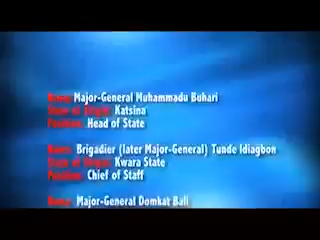 Name: Major-General Muhammadu Buhari
State of Origin: Katsina
Position: Head of State
Name: Brigadier (later Major-General) Tunde Idiagbon
State of Origin: Kwara State
Position: Chief of Staff
Name: Major-General Domkat Bali